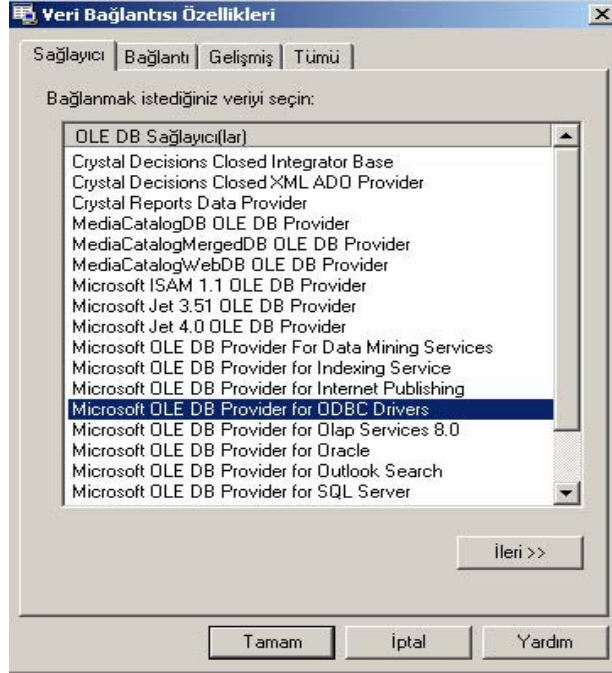 Veri Bağlantısı Özellikleri
Sağlayıcı Bağlantı Gelişmiş Tümü
Bağlanmak istediğiniz veriyi seçin:
OLE DB Sağlayıcı(lar)
Crystal Decisions Closed Integrator Base
Crystal Decisions Closed XML ADO Provider
Crystal Reports Data Provider
MediaCatalogDB OLE DB Provider
MediaCatalogMergedDB OLE DB Provider
MediaCatalogWebDB OLE DB Provider
Microsoft ISAM 1.1 OLE DB Provider
Microsoft Jet 3.51 OLE DB Provider
Microsoft Jet 4.0 OLE DB Provider
Microsoft OLE DB Provider For Data Mining Services
Microsoft OLE DB Provider for Indexing Service
Microsoft OLE DB Provider for Internet Publishing
Microsoft OLE DB Provider for ODBC Drivers
Microsoft OLE DB Provider for Olap Services 8.0
Microsoft OLE DB Provider for Oracle
Microsoft OLE DB Provider for Outlook Search
Microsoft OLE DB Provider for SQL Server
İleri >>
Tamam İptal Yardım